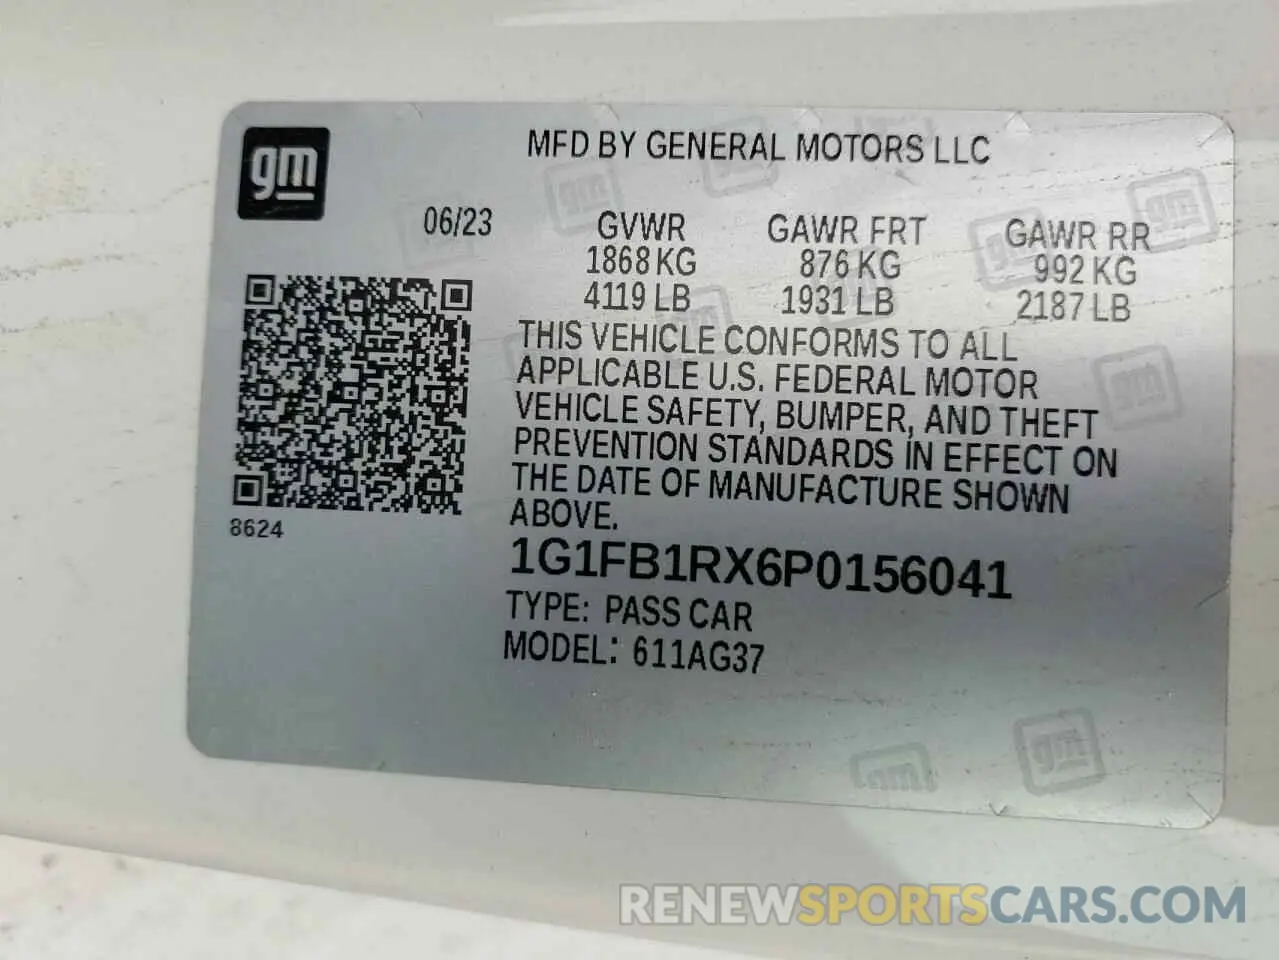 gm
MFD BY GENERAL MOTORS LLC
06/23 GVWR GAWR FRT GAWR RR
1868 KG 876 KG 992 KG
4119 LB 1931 LB 2187 LB
THIS VEHICLE CONFORMS TO ALL
APPLICABLE U.S. FEDERAL MOTOR
VEHICLE SAFETY, BUMPER, AND THEFT
PREVENTION STANDARDS IN EFFECT ON
THE DATE OF MANUFACTURE SHOWN
ABOVE.
8624
1G1FB1RX6P0156041
TYPE: PASS CAR
MODEL: 611AG37
gm
gm
RENEWSPORTSCARS.COM